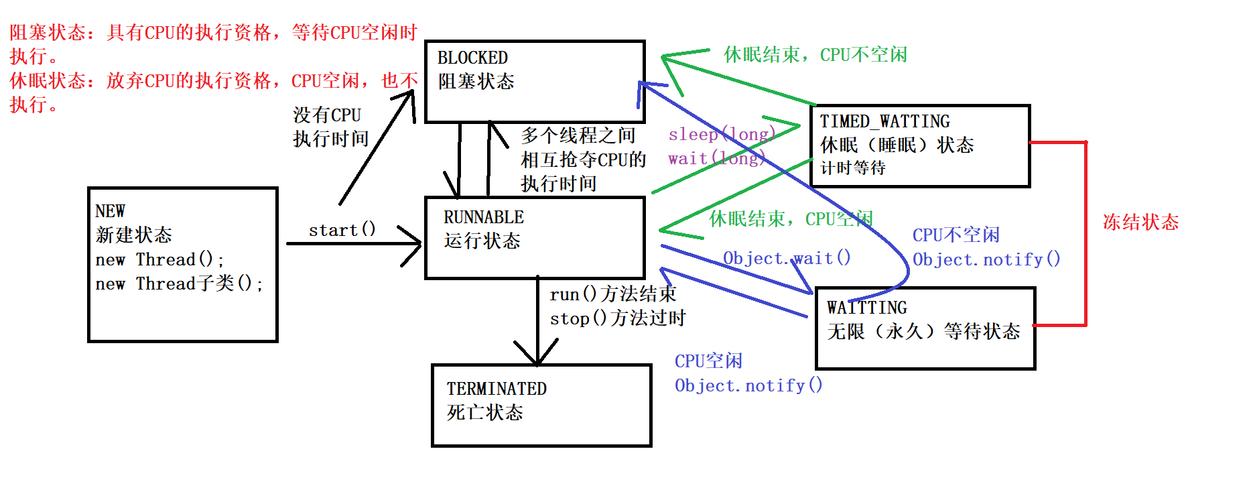 阻塞状态：具有CPU的执行资格，等待CPU空闲时
执行。
休眠状态：放弃CPU的执行资格，CPU空闲，也不
执行。
没有CPU
执行时间
BLOCKED
阻塞状态
多个线程之间
相互抢夺CPU的
执行时间
休眠结束，CPU不空闲
sleep(long)
wait(long)
TIMED_WATTING
休眠（睡眠）状态
计时等待
冻结状态
NEW
新建状态
new Thread();
new Thread子类();
start()
RUNNABLE
运行状态
休眠结束，CPU空闲
Object.wait()
CPU不空闲
Object.notify()
WAITTING
无限（永久）等待状态
run()方法结束
stop()方法过时
CPU空闲
Object.notify()
TERMINATED
死亡状态